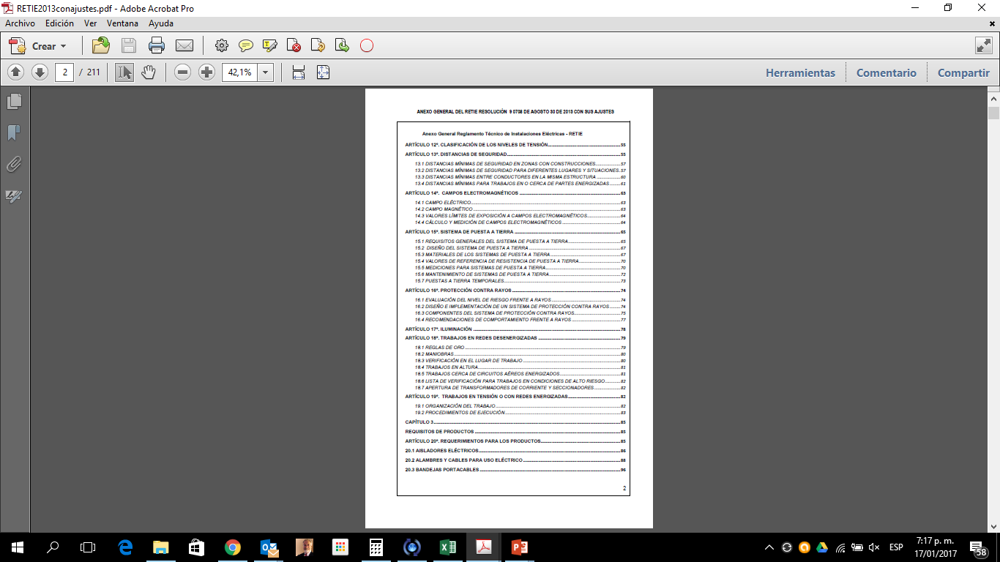 RETIE2013conajustes.pdf - Adobe Acrobat Pro
Archivo Edición Ver Ventana Ayuda
Crear
2 / 211 42,1% Herramientas Comentario Compartir
ANEXO GENERAL DEL RETIE RESOLUCIÓN 9 0708 DE AGOSTO 30 DE 2013 CON SUS AJUSTES
Anexo General Reglamento Técnico de Instalaciones Eléctricas - RETIE
ARTÍCULO 12º. CLASIFICACIÓN DE LOS NIVELES DE TENSIÓN 55
ARTÍCULO 13º. DISTANCIAS DE SEGURIDAD 55
13.1 DISTANCIAS MÍNIMAS DE SEGURIDAD EN ZONAS CON CONSTRUCCIONES 57
13.2 DISTANCIAS MÍNIMAS DE SEGURIDAD PARA DIFERENTES LUGARES Y SITUACIONES 57
13.3 DISTANCIAS MÍNIMAS ENTRE CONDUCTORES EN LA MISMA ESTRUCTURA 60
13.4 DISTANCIAS MÍNIMAS PARA TRABAJOS EN O CERCA DE PARTES ENERGIZADAS 61
ARTÍCULO 14º. CAMPOS ELECTROMAGNÉTICOS 63
14.1 CAMPO ELÉCTRICO 63
14.2 CAMPO MAGNÉTICO 63
14.3 VALORES LÍMITES DE EXPOSICIÓN A CAMPOS ELECTROMAGNÉTICOS 64
14.4 CÁLCULO Y MEDICIÓN DE CAMPOS ELECTROMAGNÉTICOS 64
ARTÍCULO 15º. SISTEMA DE PUESTA A TIERRA 65
15.1 REQUISITOS GENERALES DEL SISTEMA DE PUESTA A TIERRA 65
15.2 DISEÑO DEL SISTEMA DE PUESTA A TIERRA 67
15.3 MATERIALES DE LOS SISTEMAS DE PUESTA A TIERRA 67
15.4 VALORES DE REFERENCIA DE RESISTENCIA DE PUESTA A TIERRA 70
15.5 MEDICIONES PARA SISTEMAS DE PUESTA A TIERRA 70
15.6 MANTENIMIENTO DE SISTEMAS DE PUESTA A TIERRA 72
15.7 PUESTAS A TIERRA TEMPORALES 73
ARTÍCULO 16º. PROTECCIÓN CONTRA RAYOS 74
16.1 EVALUACIÓN DEL NIVEL DE RIESGO FRENTE A RAYOS 74
16.2 DISEÑO E IMPLEMENTACIÓN DE UN SISTEMA DE PROTECCIÓN CONTRA RAYOS 74
16.3 COMPONENTES DEL SISTEMA DE PROTECCIÓN CONTRA RAYOS 75
16.4 RECOMENDACIONES DE COMPORTAMIENTO FRENTE A RAYOS 77
ARTÍCULO 17º. ILUMINACIÓN 78
ARTÍCULO 18º. TRABAJOS EN REDES DESENERGIZADAS 79
18.1 REGLAS DE ORO 79
18.2 MANIOBRAS 80
18.3 VERIFICACIÓN EN EL LUGAR DE TRABAJO 80
18.4 TRABAJOS EN ALTURA 81
18.5 TRABAJOS CERCA DE CIRCUITOS AÉREOS ENERGIZADOS 81
18.6 LISTA DE VERIFICACIÓN PARA TRABAJOS EN CONDICIONES DE ALTO RIESGO 82
18.7 APERTURA DE TRANSFORMADORES DE CORRIENTE Y SECCIONADORES 82
ARTÍCULO 19º. TRABAJOS EN TENSIÓN O CON REDES ENERGIZADAS 82
19.1 ORGANIZACIÓN DEL TRABAJO 82
19.2 PROCEDIMIENTOS DE EJECUCIÓN 83
CAPÍTULO 3 85
REQUISITOS DE PRODUCTOS 85
ARTÍCULO 20º. REQUERIMIENTOS PARA LOS PRODUCTOS 85
20.1 AISLADORES ELÉCTRICOS 86
20.2 ALAMBRES Y CABLES PARA USO ELÉCTRICO 88
20.3 BANDEJAS PORTACABLES 96
2
ESP
7:17 p. m.
17/01/2017
58